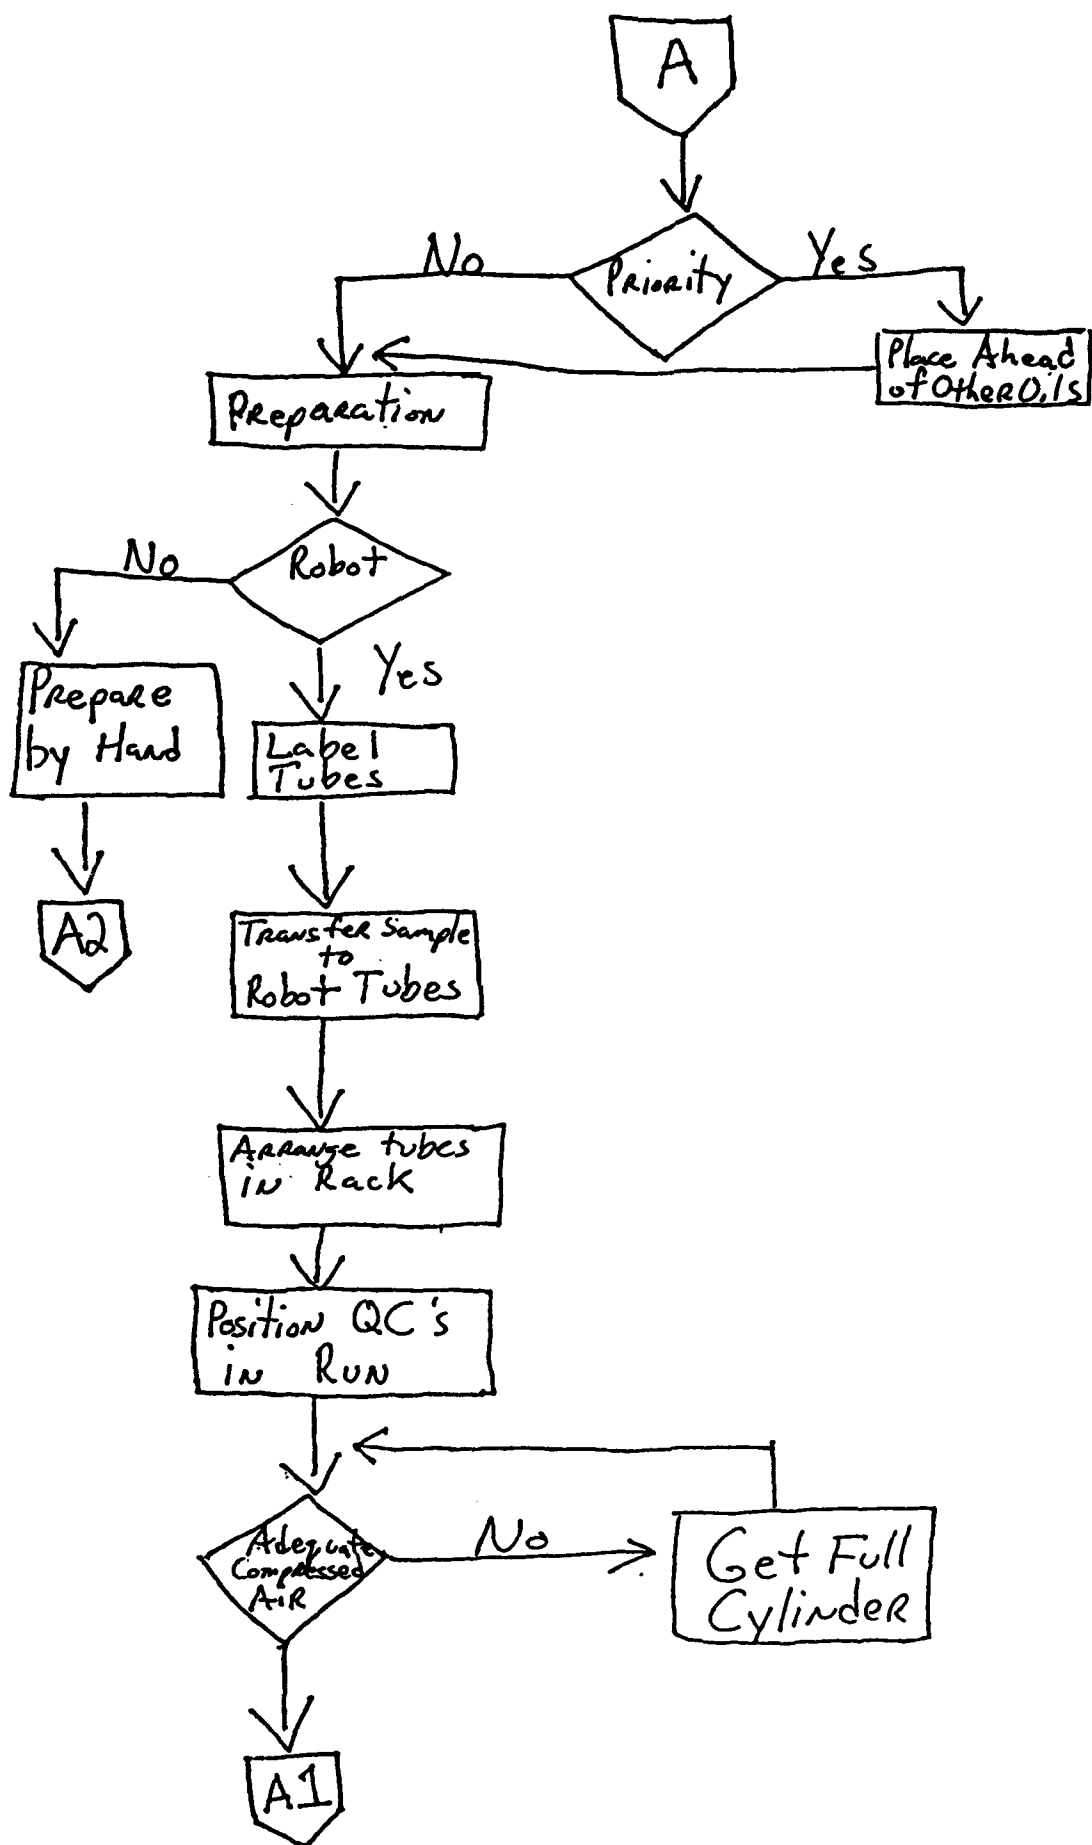 A
Priority
No
Yes
Place Ahead
of Other Oils
Preparation
Robot
No
Yes
Prepare
by Hand
Label
Tubes
A2
Transfer Sample
to
Robot Tubes
Arrange tubes
in Rack
Position QC's
in Run
Adequate
Compressed
Air
No
Get Full
Cylinder
A1